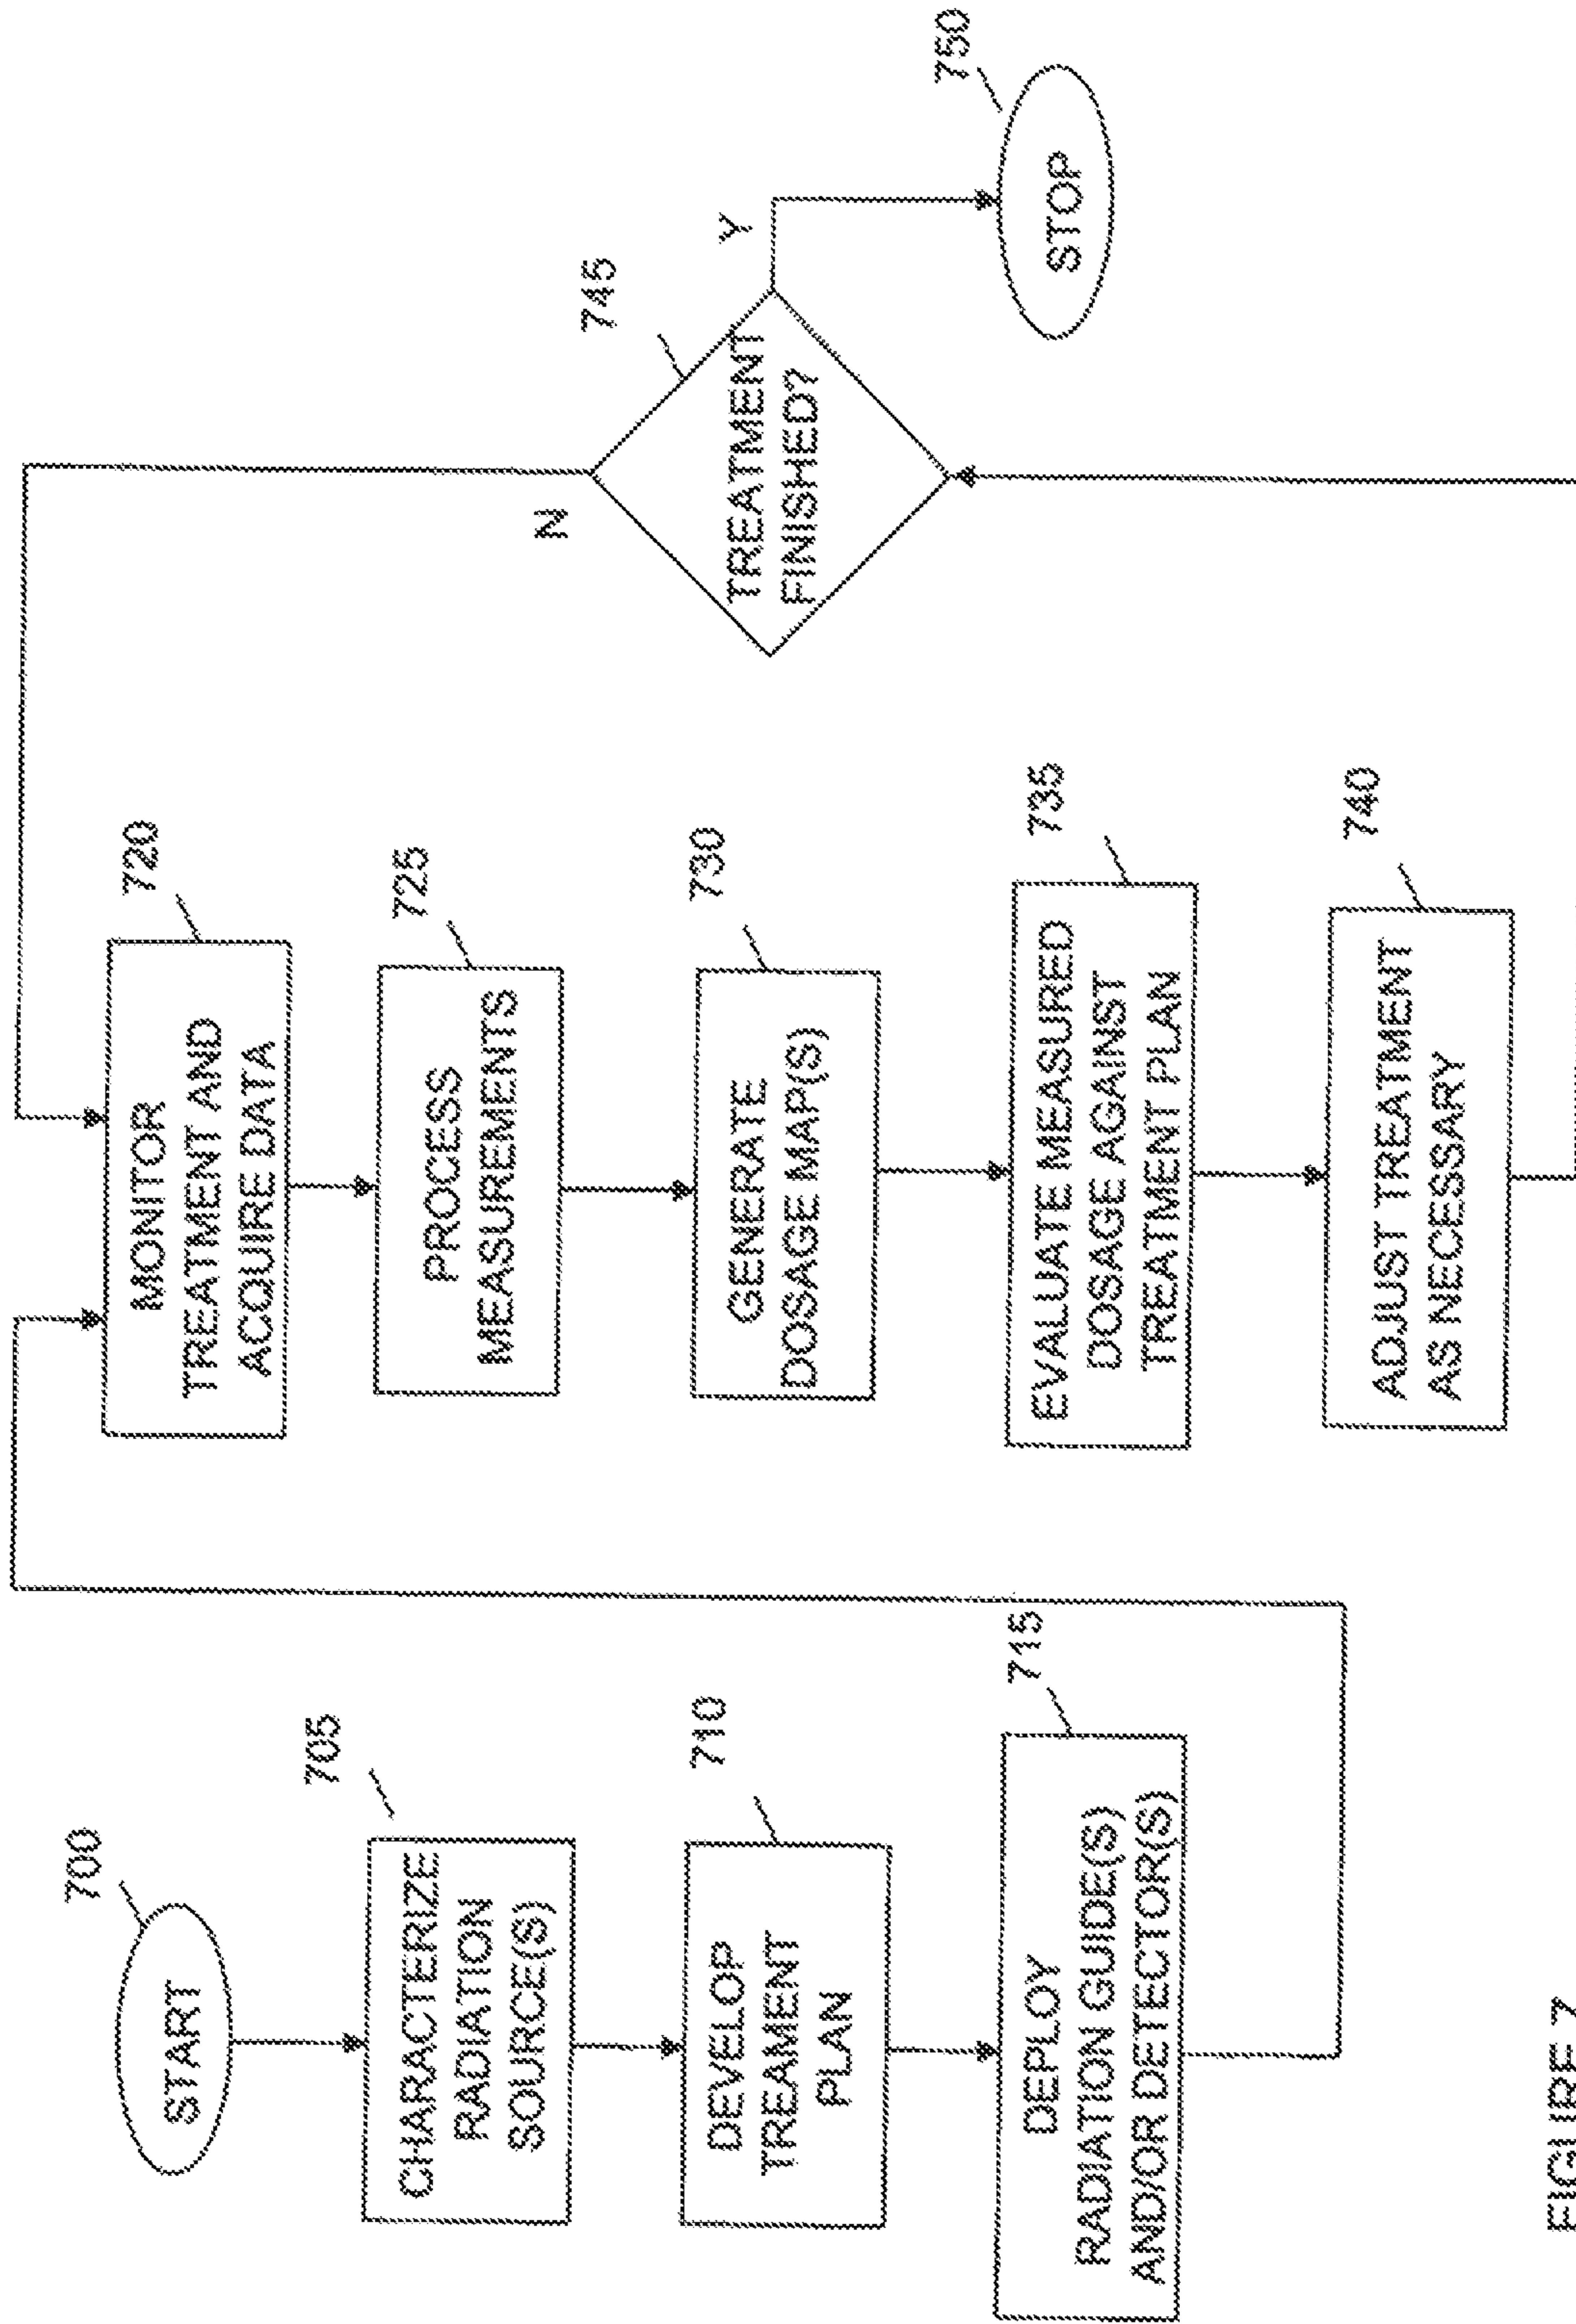 700
START
705
CHARACTERIZE
RADIATION
SOURCE(S)
710
DEVELOP
TREAMENT
PLAN
715
DEPLOY
RADIATION GUIDE(S)
AND/OR DETECTOR(S)
720
MONITOR
TREATMENT AND
ACQUIRE DATA
725
PROCESS
MEASUREMENTS
730
GENERATE
DOSAGE MAP(S)
735
EVALUATE MEASURED
DOSAGE AGAINST
TREATMENT PLAN
740
ADJUST TREATMENT
AS NECESSARY
745
TREATMENT
FINISHED?
N
Y
750
STOP
FIGURE 7